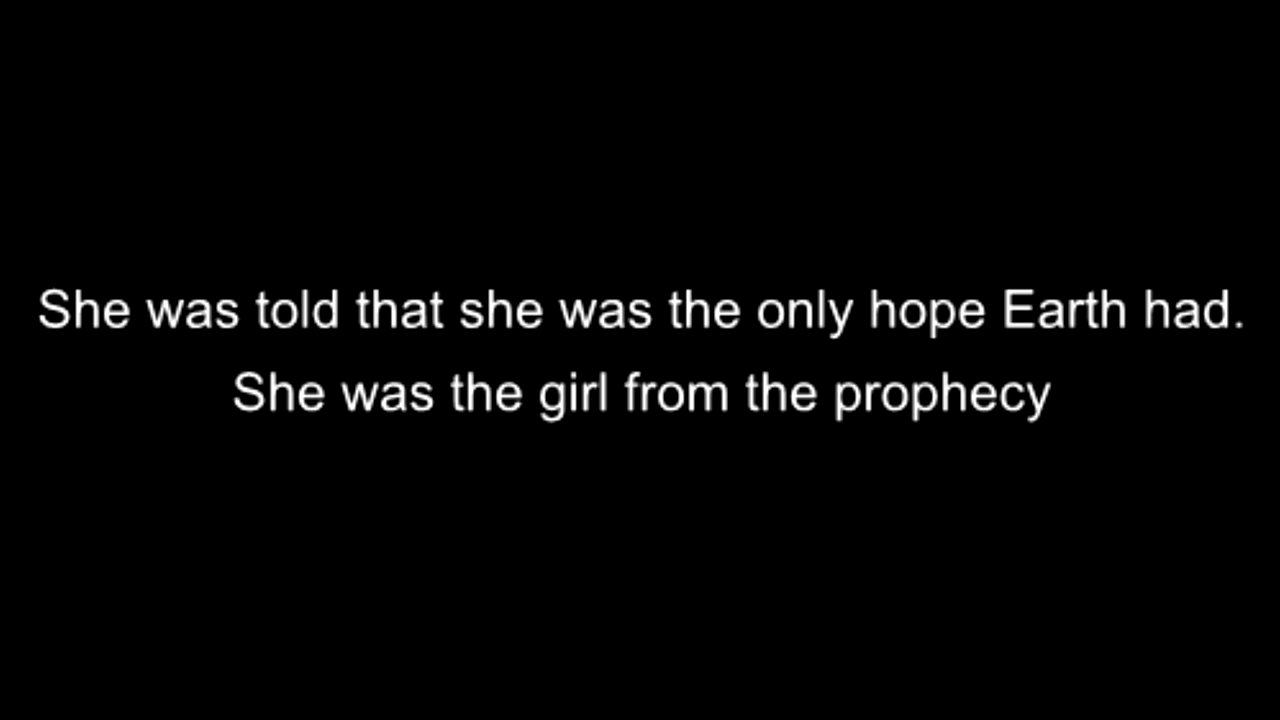 She was told that she was the only hope Earth had.
She was the girl from the prophecy